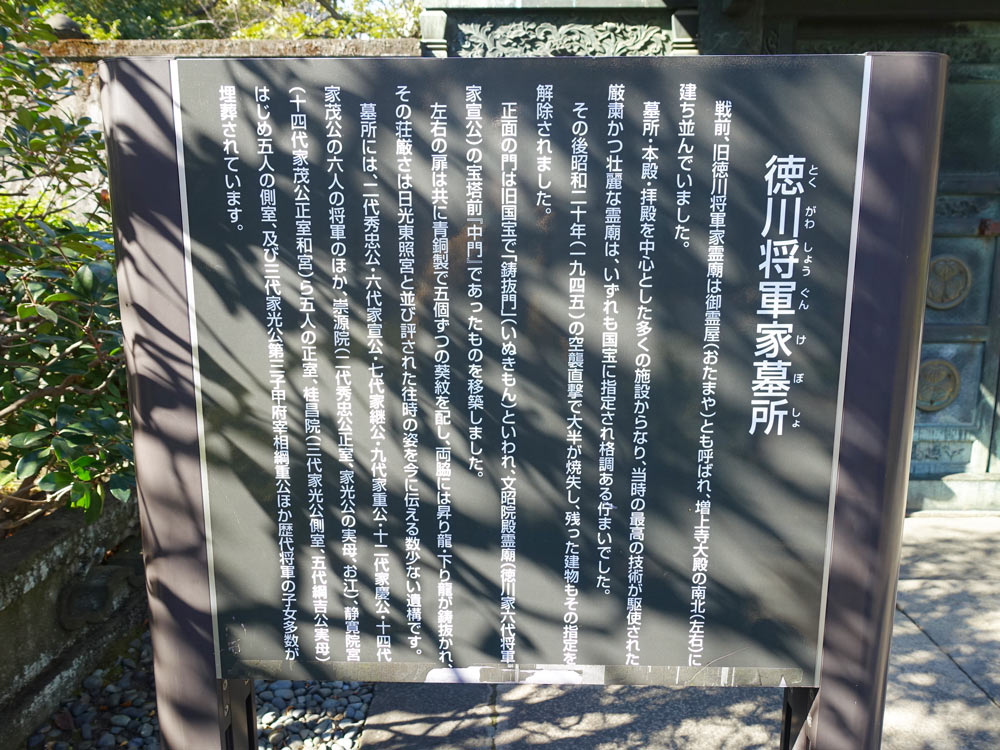 徳川将軍家墓所
とくがわしょうぐんけぼしょ
戦前、旧徳川将軍家霊廟は御霊屋(おたまや)とも呼ばれ、増上寺大殿の南北(左右)に
建ち並んでいました。
墓所・本殿・拝殿を中心とした多くの施設からなり、当時の最高の技術が駆使された
厳粛かつ壮麗な霊廟は、いずれも国宝に指定され格調ある佇まいでした。
その後昭和二十年(一九四五)の空襲直撃で大半が焼失し、残った建物もその指定を
解除されました。
正面の門は旧国宝で「鋳抜門」(いぬきもん)といわれ、文昭院殿霊廟(徳川家六代将軍
家宣公)の宝塔前『中門』であったものを移築しました。
左右の扉は共に青銅製で五個ずつの葵紋を配し、両脇には昇り龍・下り龍が鋳抜かれ、
その荘厳さは日光東照宮と並び評された往時の姿を今に伝える数少ない遺構です。
墓所には、二代秀忠公・六代家宣公・七代家継公・九代家重公・十二代家慶公・十四代
家茂公の六人の将軍のほか、崇源院(二代秀忠公正室、家光公の実母、お江)、静寛院宮
(十四代家茂公正室和宮)ら五人の正室、桂昌院(三代家光公側室、五代綱吉公実母)
はじめ五人の側室、及び三代家光公第三子甲府宰相綱重公ほか歴代将軍の子女多数が
埋葬されています。